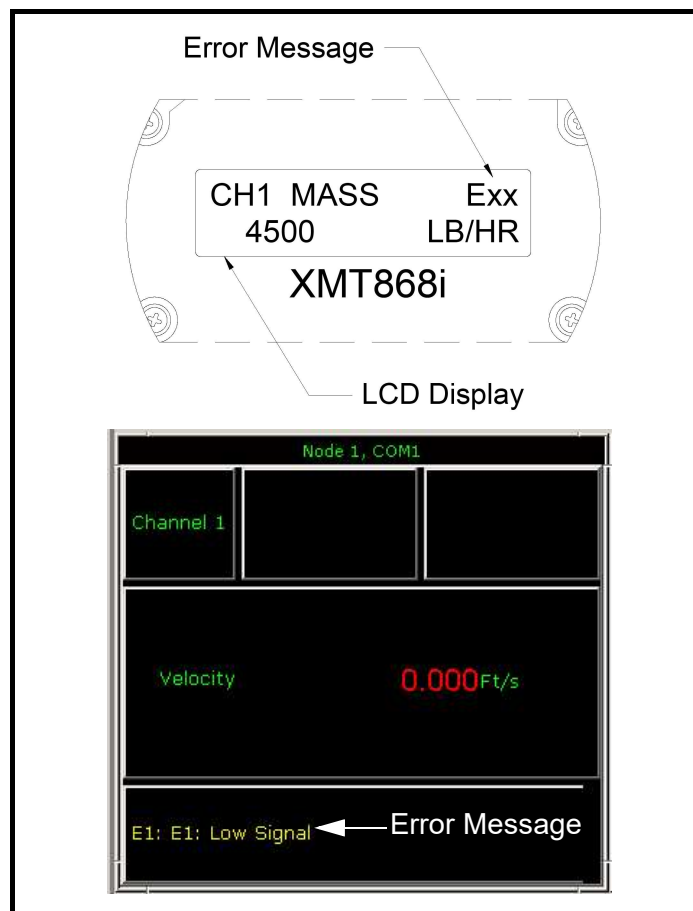 Error Message
CH1 MASS Exx
4500 LB/HR
XMT868i
LCD Display
Node 1, COM1
Channel 1
Velocity 0.000Ft/s
E1: E1: Low Signal Error Message